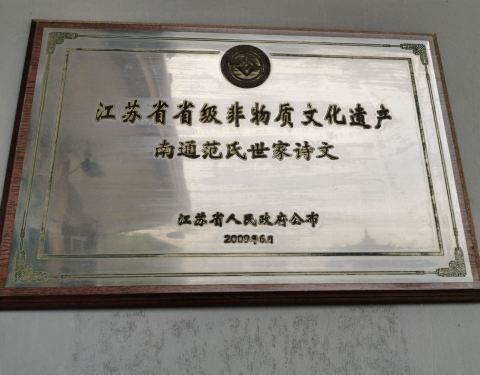 江苏省省级非物质文化遗产
南通范氏世家诗文
江苏省人民政府公布
2009年6月